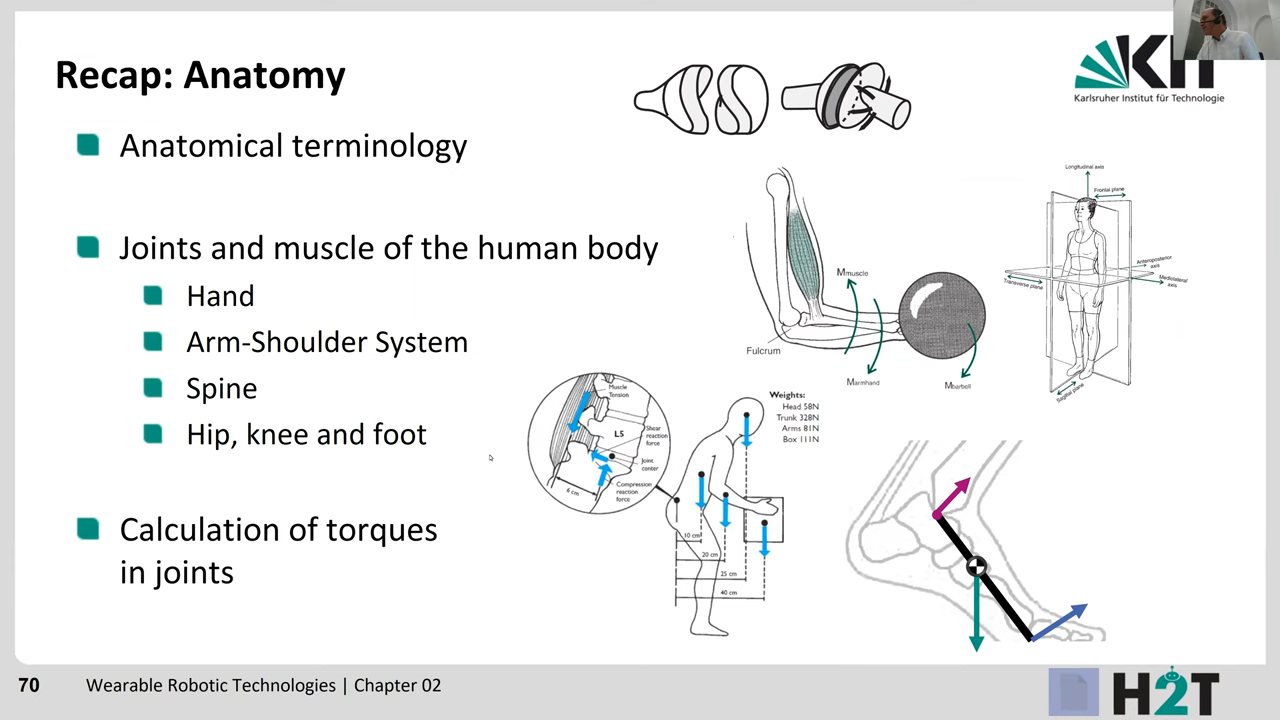 Recap: Anatomy
Anatomical terminology
Joints and muscle of the human body
Hand
Arm-Shoulder System
Spine
Hip, knee and foot
Calculation of torques
in joints
KIT
Karlsruher Institut für Technologie
Mmuscle
Fulcrum
Marmhand
Mbarbell
Longitudinal axis
Frontal plane
Anteroposterior
axis
Mediolateral
axis
Transverse plane
Sagittal plane
Muscle
Tension
L5
Shear
reaction
force
Joint
center
Compression
reaction
force
6 cm
Weights:
Head 58N
Trunk 328N
Arms 81N
Box 111N
10 cm
20 cm
25 cm
40 cm
70
Wearable Robotic Technologies | Chapter 02
H2T